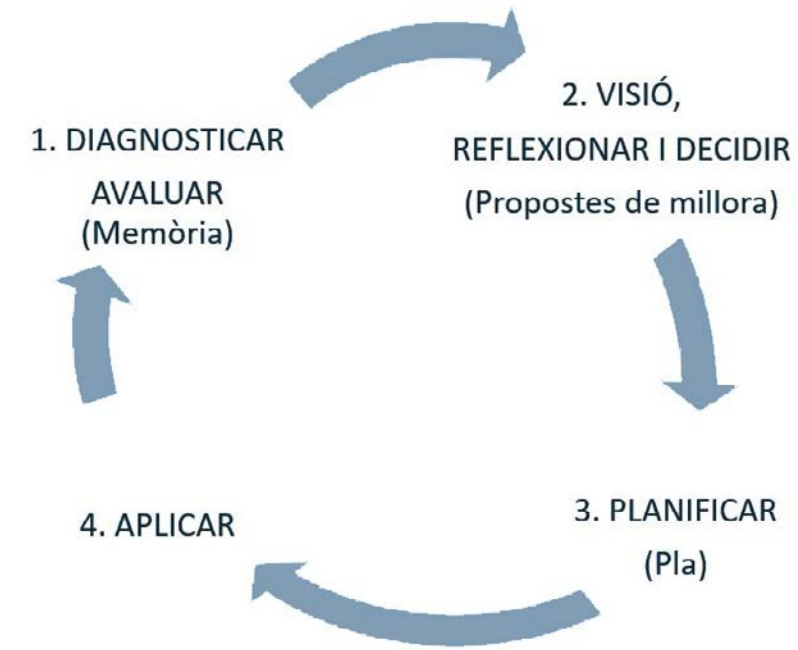 1. DIAGNOSTICAR
AVALUAR
(Memòria)
2. VISIÓ,
REFLEXIONAR I DECIDIR
(Propostes de millora)
3. PLANIFICAR
(Pla)
4. APLICAR